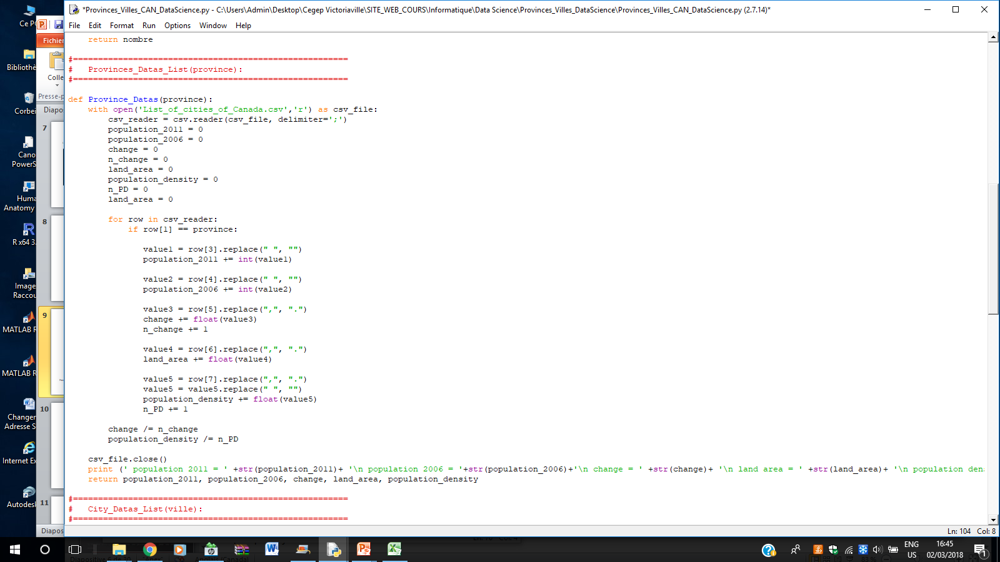 *Provinces_Villes_CAN_DataScience.py - C:\Users\Admin\Desktop\Cegep Victoriaville\SITE_WEB_COURS\Informatique\Data Science\Provinces_Villes_DataScience\Provinces_Villes_CAN_DataScience.py (2.7.14)*
File Edit Format Run Options Window Help
    return nombre
#=======================================================
#   Provinces_Datas_List(province):
#=======================================================
def Province_Datas(province):
    with open('List_of_cities_of_Canada.csv','r') as csv_file:
        csv_reader = csv.reader(csv_file, delimiter=';')
        population_2011 = 0
        population_2006 = 0
        change = 0
        n_change = 0
        land_area = 0
        population_density = 0
        n_PD = 0
        land_area = 0
        for row in csv_reader:
            if row[1] == province:
               value1 = row[3].replace(" ", "")
               population_2011 += int(value1)
               value2 = row[4].replace(" ", "")
               population_2006 += int(value2)
               value3 = row[5].replace(",", ".")
               change += float(value3)
               n_change += 1
               value4 = row[6].replace(",", ".")
               land_area += float(value4)
               value5 = row[7].replace(",", ".")
               value5 = value5.replace(" ", "")
               population_density += float(value5)
               n_PD += 1
        change /= n_change
        population_density /= n_PD
    csv_file.close()
    print (' population 2011 = ' +str(population_2011)+ '\n population 2006 = '+str(population_2006)+'\n change = ' +str(change)+ '\n land area = ' +str(land_area)+ '\n population den
    return population_2011, population_2006, change, land_area, population_density
#=======================================================
#   City_Datas_List(ville):
#=======================================================
Ln: 104 Col: 8
Ce P
Bibliothè
Corbei
Cano
PowerS
Huma
Anatomy
R x64 3.
Image
Raccou
MATLAB R
MATLAB R
Changer
Adresse S
Internet Ex
Autodesk
Fichier
Colle
Presse-p
Diapo
7
8
9
10
11
Diapos
ENG
US
16:45
02/03/2018
1